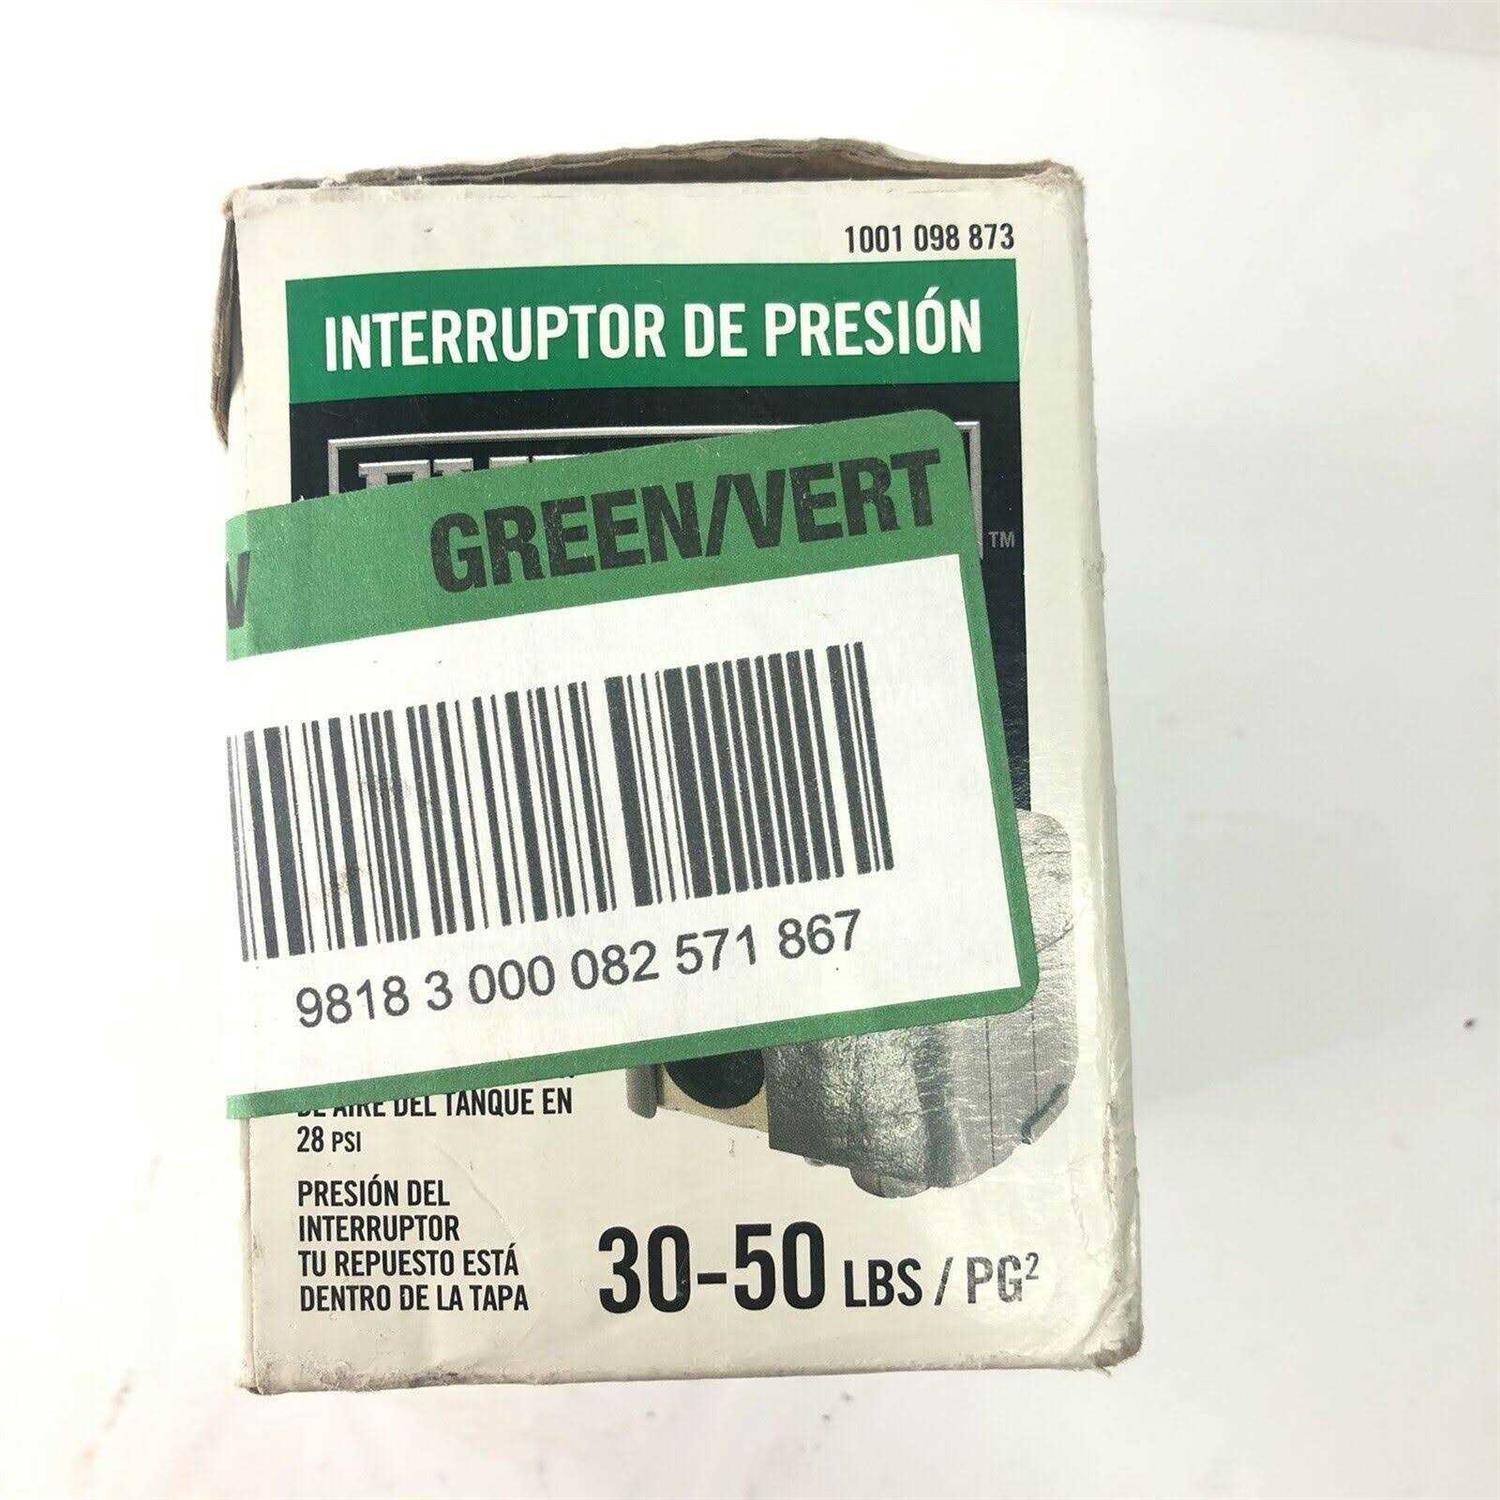 1001 098 873
INTERRUPTOR DE PRESIÓN
GREEN/VERT
TM
9818 3 000 082 571 867
DE AIRE DEL TANQUE EN
28 PSI
PRESIÓN DEL
INTERRUPTOR
TU REPUESTO ESTÁ
DENTRO DE LA TAPA
30-50 LBS / PG²